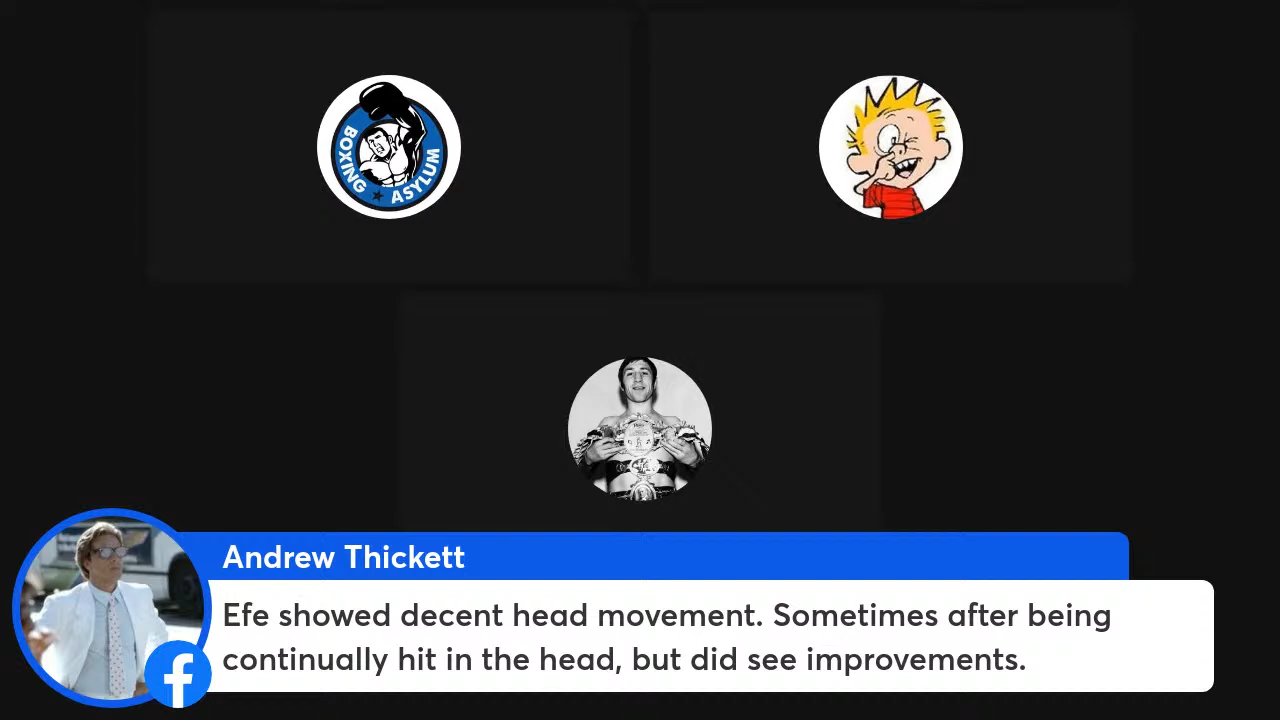 BOXING ASYLUM
Andrew Thickett
Efe showed decent head movement. Sometimes after being
continually hit in the head, but did see improvements.